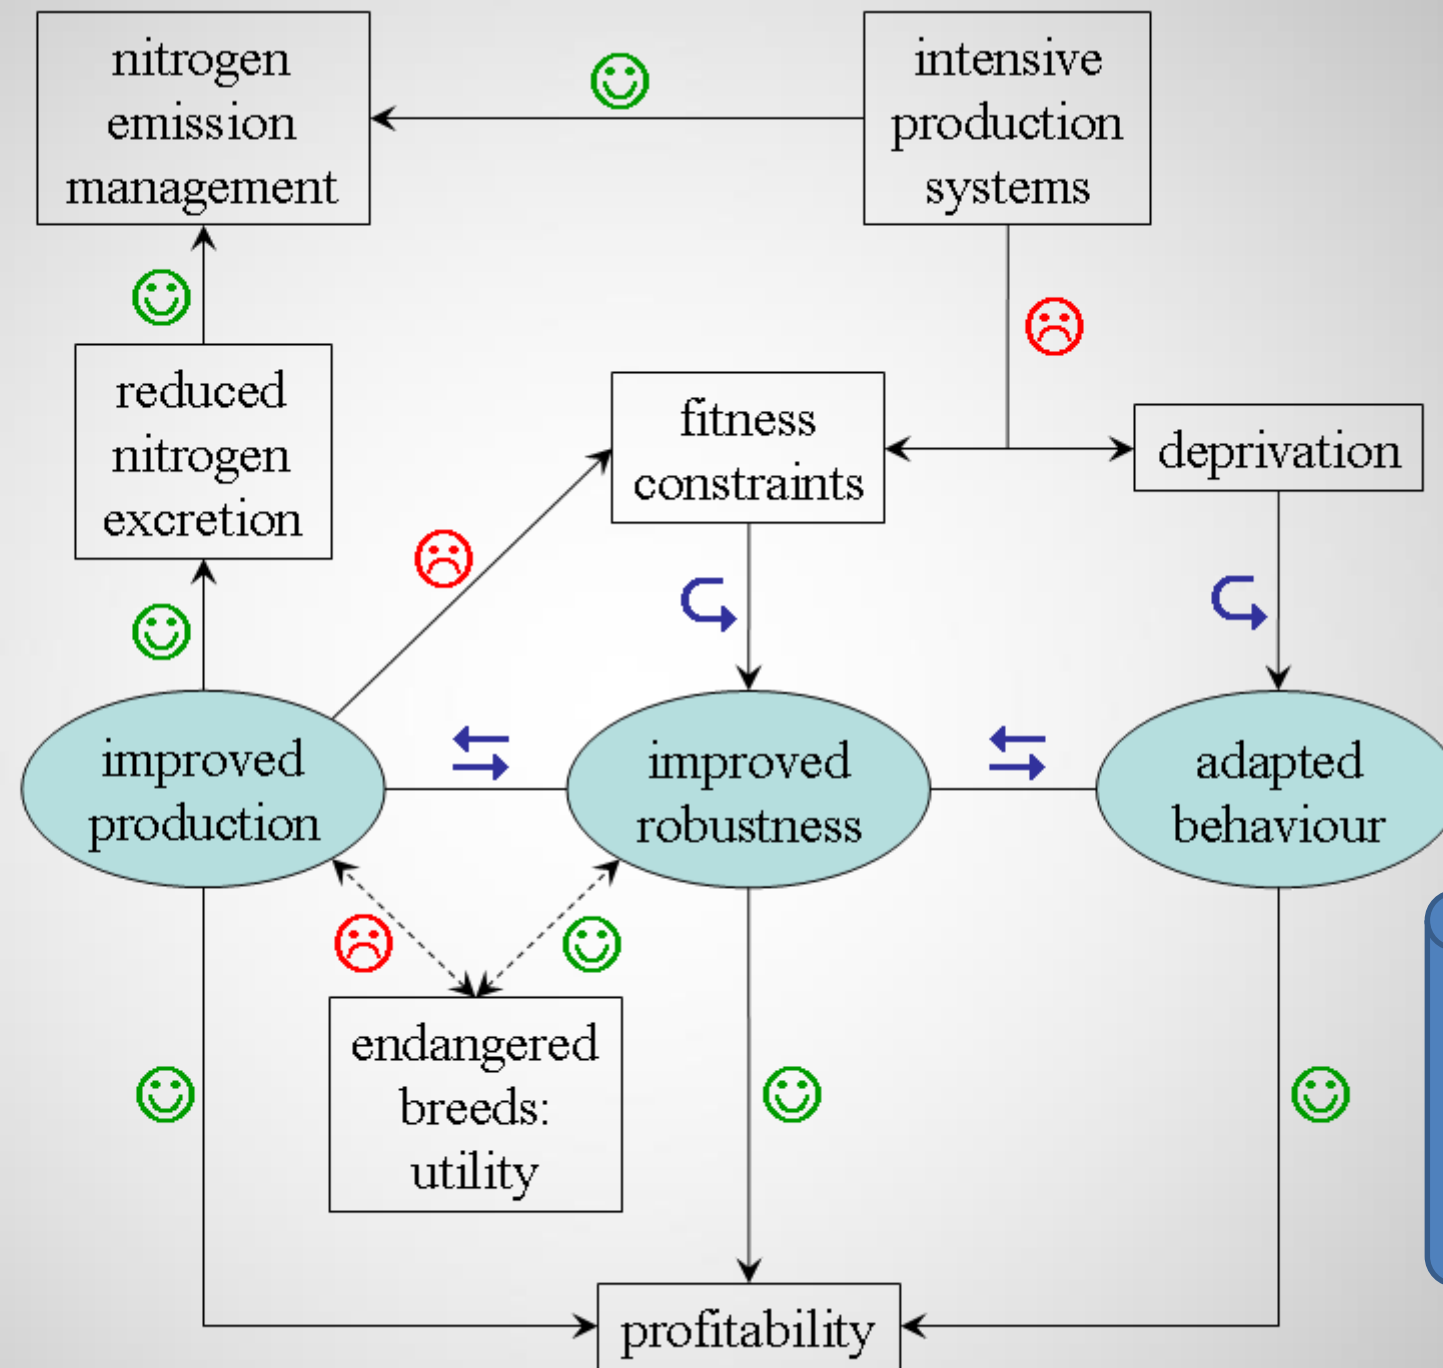 nitrogen
emission
management
intensive
production
systems
reduced
nitrogen
excretion
fitness
constraints
deprivation
improved
production
improved
robustness
adapted
behaviour
endangered
breeds:
utility
profitability